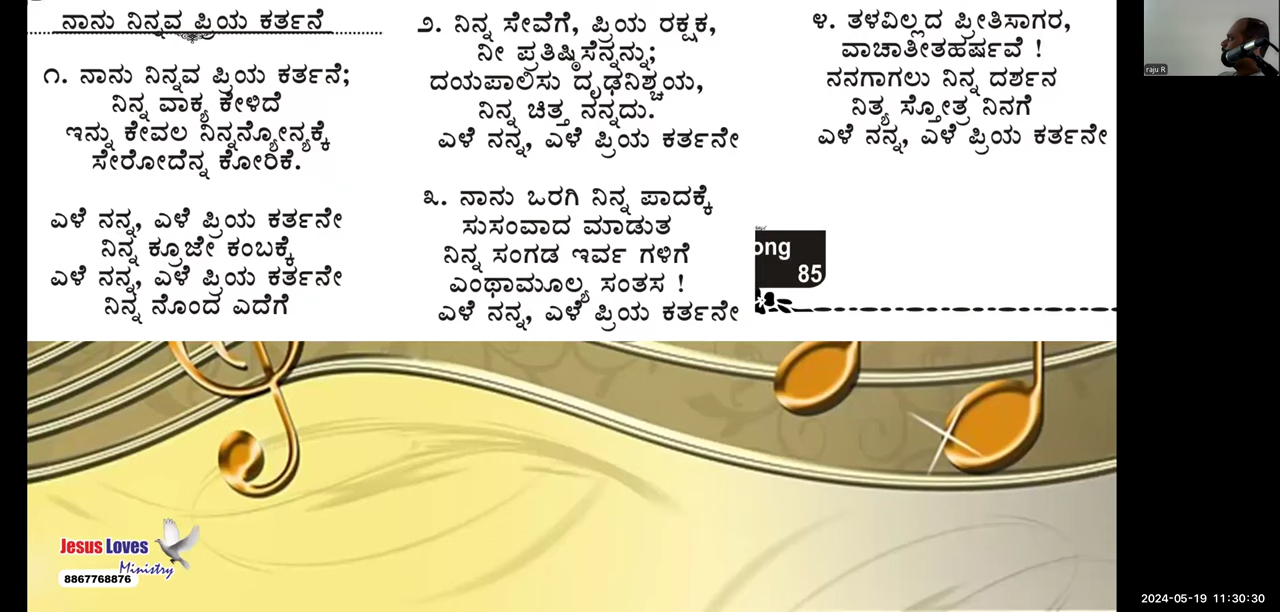 ನಾನು ನಿನ್ನವ ಪ್ರಿಯ ಕರ್ತನೆ
೧. ನಾನು ನಿನ್ನವ ಪ್ರಿಯ ಕರ್ತನೆ;
ನಿನ್ನ ವಾಕ್ಯ ಕೇಳಿದೆ
ಇನ್ನು ಕೇವಲ ನಿನ್ನನ್ಯೋನ್ಯಕ್ಕೆ
ಸೇರೋದೆನ್ನ ಕೋರಿಕೆ.
ಎಳೆ ನನ್ನ, ಎಳೆ ಪ್ರಿಯ ಕರ್ತನೇ
ನಿನ್ನ ಕ್ರೂಜೇ ಕಂಬಕ್ಕೆ
ಎಳೆ ನನ್ನ, ಎಳೆ ಪ್ರಿಯ ಕರ್ತನೇ
ನಿನ್ನ ನೊಂದ ಎದೆಗೆ
೨. ನಿನ್ನ ಸೇವೆಗೆ, ಪ್ರಿಯ ರಕ್ಷಕ,
ನೀ ಪ್ರತಿಷ್ಠಿಸೆನ್ನನ್ನು;
ದಯಪಾಲಿಸು ದೃಢನಿಶ್ಚಯ,
ನಿನ್ನ ಚಿತ್ತ ನನ್ನದು.
ಎಳೆ ನನ್ನ, ಎಳೆ ಪ್ರಿಯ ಕರ್ತನೇ
೩. ನಾನು ಒರಗಿ ನಿನ್ನ ಪಾದಕ್ಕೆ
ಸುಸಂವಾದ ಮಾಡುತ
ನಿನ್ನ ಸಂಗಡ ಇರ್ವ ಗಳಿಗೆ
ಎಂಥಾಮೂಲ್ಯ ಸಂತಸ !
ಎಳೆ ನನ್ನ, ಎಳೆ ಪ್ರಿಯ ಕರ್ತನೇ
೪. ತಳವಿಲ್ಲದ ಪ್ರೀತಿಸಾಗರ,
ವಾಚಾತೀತಹರ್ಷವೆ !
ನನಗಾಗಲು ನಿನ್ನ ದರ್ಶನ
ನಿತ್ಯ ಸ್ತೋತ್ರ ನಿನಗೆ
ಎಳೆ ನನ್ನ, ಎಳೆ ಪ್ರಿಯ ಕರ್ತನೇ
ong
85
Jesus Loves
Ministry
8867768876
raju R
2024-05-19 11:30:30